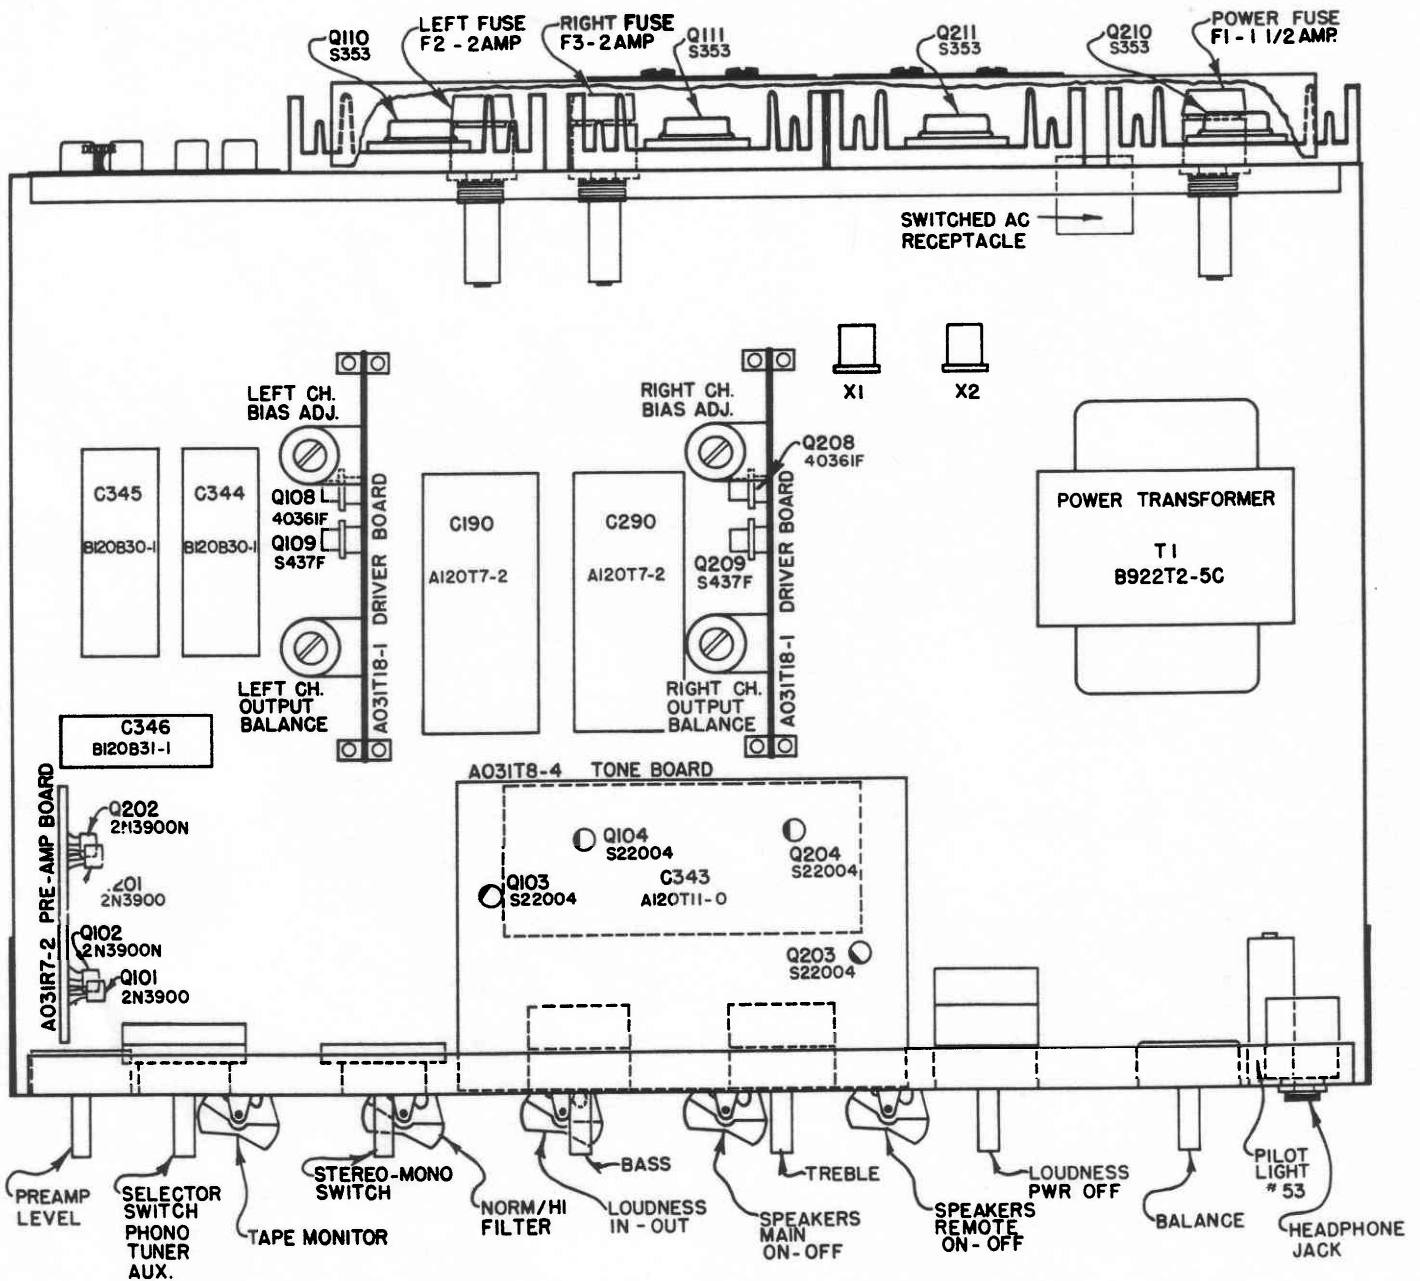 Q110
S353
LEFT FUSE
F2 - 2AMP
RIGHT FUSE
F3-2AMP
Q111
S353
Q211
S353
Q210
S353
POWER FUSE
F1-1 1/2 AMP.
SWITCHED AC
RECEPTACLE
X1
X2
LEFT CH.
BIAS ADJ.
RIGHT CH.
BIAS ADJ.
Q208
40361F
C345
B120B30-1
C344
B120B30-1
Q108
40361F
Q109
S437F
A031T18-1 DRIVER BOARD
C190
A120T7-2
C290
A120T7-2
Q209
S437F
A031T18-1 DRIVER BOARD
POWER TRANSFORMER
T1
B922T2-5C
LEFT CH.
OUTPUT
BALANCE
RIGHT CH.
OUTPUT
BALANCE
C346
B120B31-1
A031R7-2 PRE-AMP BOARD
Q202
2N3900N
201
2N3900
Q102
2N3900N
Q101
2N3900
A031T8-4 TONE BOARD
Q104
S22004
Q204
S22004
Q103
S22004
C343
A120T11-0
Q203
S22004
PREAMP
LEVEL
SELECTOR
SWITCH
PHONO
TUNER
AUX.
TAPE MONITOR
STEREO-MONO
SWITCH
NORM/HI
FILTER
LOUDNESS
IN - OUT
BASS
SPEAKERS
MAIN
ON-OFF
TREBLE
SPEAKERS
REMOTE
ON-OFF
LOUDNESS
PWR OFF
BALANCE
PILOT
LIGHT
#53
HEADPHONE
JACK